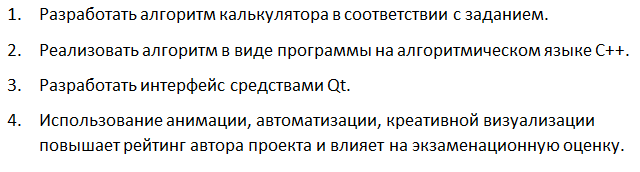 1. Разработать алгоритм калькулятора в соответствии с заданием.
2. Реализовать алгоритм в виде программы на алгоритмическом языке C++.
3. Разработать интерфейс средствами Qt.
4. Использование анимации, автоматизации, креативной визуализации
повышает рейтинг автора проекта и влияет на экзаменационную оценку.